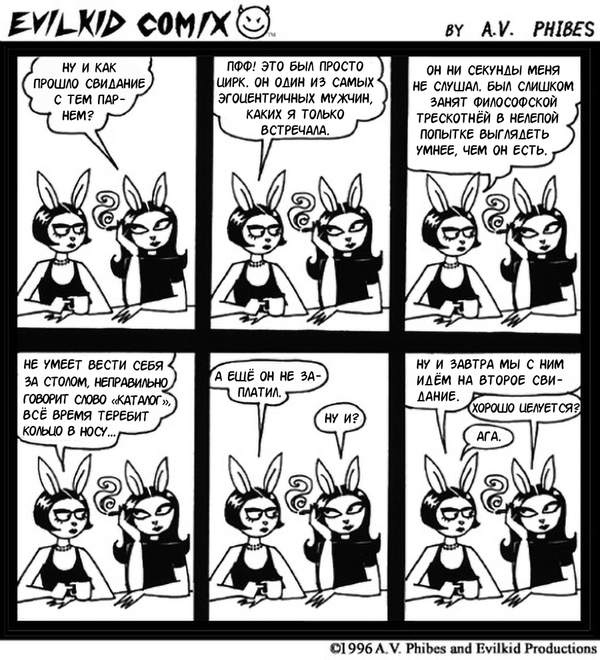 EVILKID COMIX
TM
BY A.V. PHIBES
НУ И КАК
ПРОШЛО СВИДАНИЕ
С ТЕМ ПАР-
НЕМ?
ПФФ! ЭТО БЫЛ ПРОСТО
ЦИРК. ОН ОДИН ИЗ САМЫХ
ЭГОЦЕНТРИЧНЫХ МУЖЧИН,
КАКИХ Я ТОЛЬКО
ВСТРЕЧАЛА.
ОН НИ СЕКУНДЫ МЕНЯ
НЕ СЛУШАЛ. БЫЛ СЛИШКОМ
ЗАНЯТ ФИЛОСОФСКОЙ
ТРЕСКОТНЁЙ В НЕЛЕПОЙ
ПОПЫТКЕ ВЫГЛЯДЕТЬ
УМНЕЕ, ЧЕМ ОН ЕСТЬ.
НЕ УМЕЕТ ВЕСТИ СЕБЯ
ЗА СТОЛОМ, НЕПРАВИЛЬНО
ГОВОРИТ СЛОВО «КАТАЛОГ»,
ВСЁ ВРЕМЯ ТЕРЕБИТ
КОЛЬЦО В НОСУ...
А ЕЩЁ ОН НЕ ЗА-
ПЛАТИЛ.
НУ И?
НУ И ЗАВТРА МЫ С НИМ
ИДЁМ НА ВТОРОЕ СВИ-
ДАНИЕ.
ХОРОШО ЦЕЛУЕТСЯ?
АГА.
©1996 A.V. Phibes and Evilkid Productions